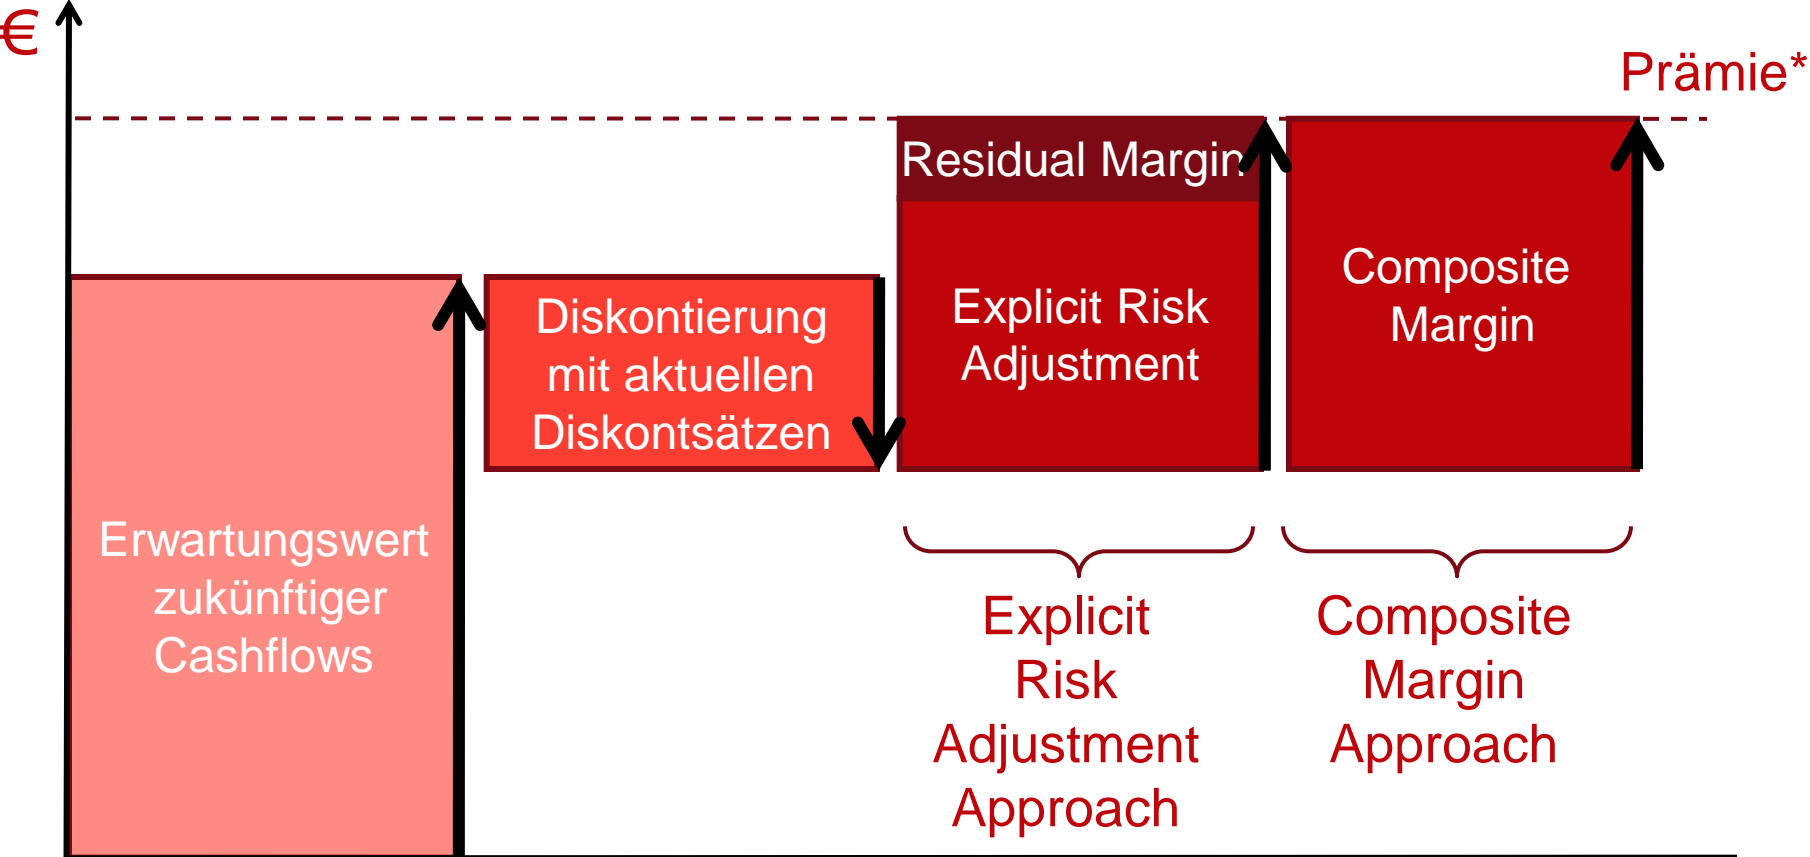 €
Prämie*
Residual Margin
Explicit Risk
Adjustment
Composite
Margin
Diskontierung
mit aktuellen
Diskontsätzen
Erwartungswert
zukünftiger
Cashflows
Explicit
Risk
Adjustment
Approach
Composite
Margin
Approach